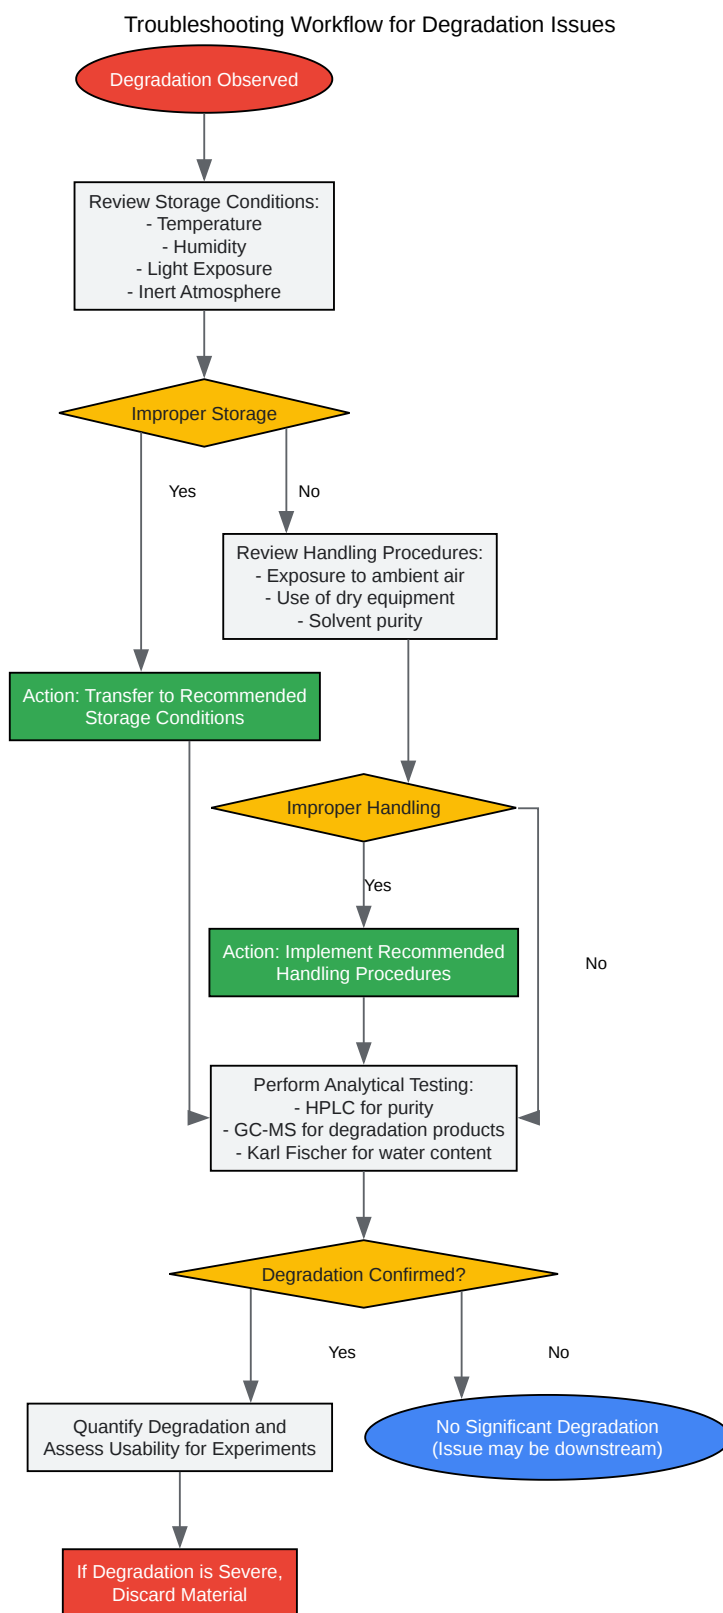 Troubleshooting Workflow for Degradation Issues
Degradation Observed
Review Storage Conditions:
- Temperature
- Humidity
- Light Exposure
- Inert Atmosphere
Improper Storage
Yes
No
Review Handling Procedures:
- Exposure to ambient air
- Use of dry equipment
- Solvent purity
Action: Transfer to Recommended
Storage Conditions
Improper Handling
Yes
Action: Implement Recommended
Handling Procedures
No
Perform Analytical Testing:
- HPLC for purity
- GC-MS for degradation products
- Karl Fischer for water content
Degradation Confirmed?
Yes
No
Quantify Degradation and
Assess Usability for Experiments
No Significant Degradation
(Issue may be downstream)
If Degradation is Severe,
Discard Material